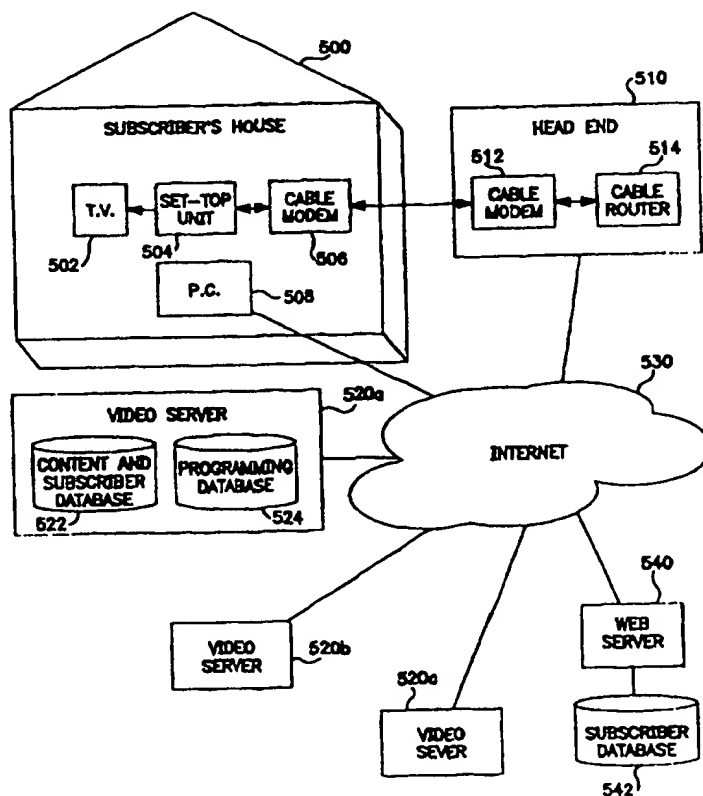 500
510
SUBSCRIBER'S HOUSE
HEAD END
512
514
T.V.
SET-TOP
UNIT
CABLE
MODEM
CABLE
MODEM
CABLE
ROUTER
502
504
506
P.C.
508
520a
530
VIDEO SERVER
CONTENT AND
SUBSCRIBER
DATABASE
522
PROGRAMMING
DATABASE
524
INTERNET
540
VIDEO
SERVER
520b
WEB
SERVER
520c
VIDEO
SEVER
SUBSCRIBER
DATABASE
542